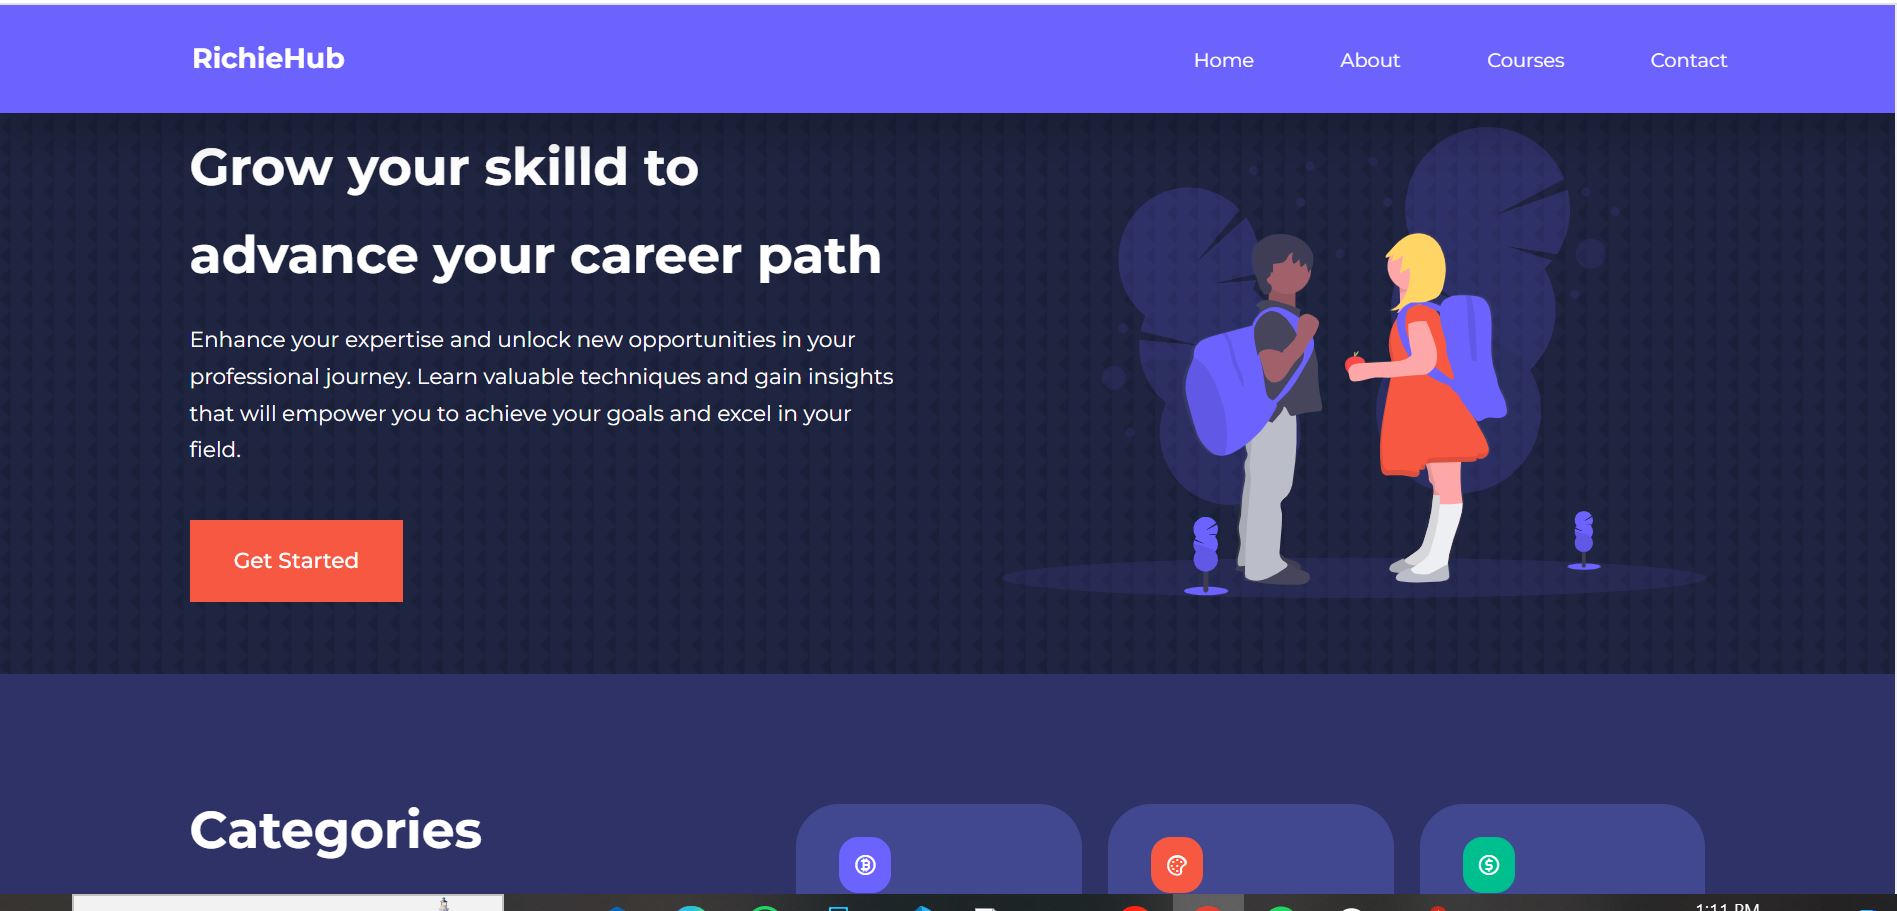 RichieHub
Home About Courses Contact
Grow your skilld to
advance your career path
Enhance your expertise and unlock new opportunities in your
professional journey. Learn valuable techniques and gain insights
that will empower you to achieve your goals and excel in your
field.
Get Started
Categories
1:11 PM